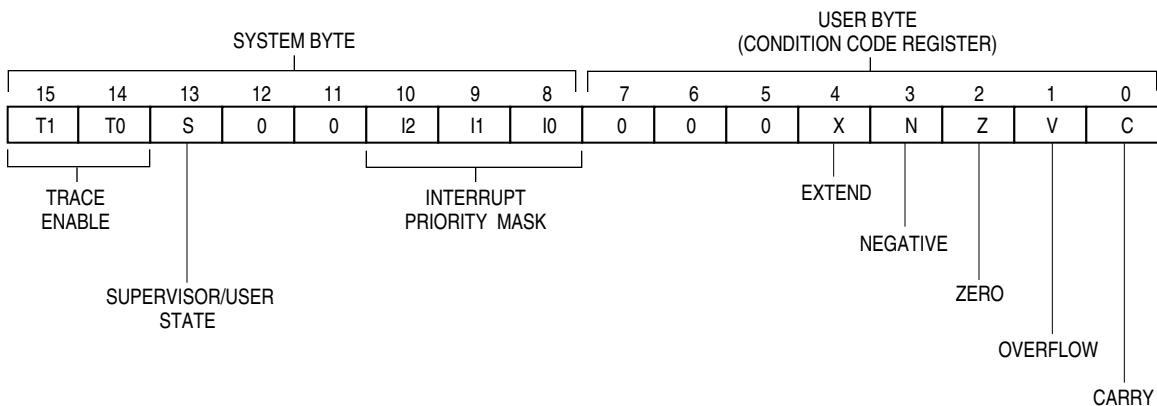 USER BYTE
SYSTEM BYTE
(CONDITION CODE REGISTER)
15 14 13 12 11 10 9 8 7 6 5 4 3 2 1 0
T1 T0 S 0 0 I2 I1 I0 0 0 0 X N Z V C
TRACE
ENABLE
INTERRUPT
PRIORITY MASK
EXTEND
NEGATIVE
SUPERVISOR/USER
STATE
ZERO
OVERFLOW
CARRY